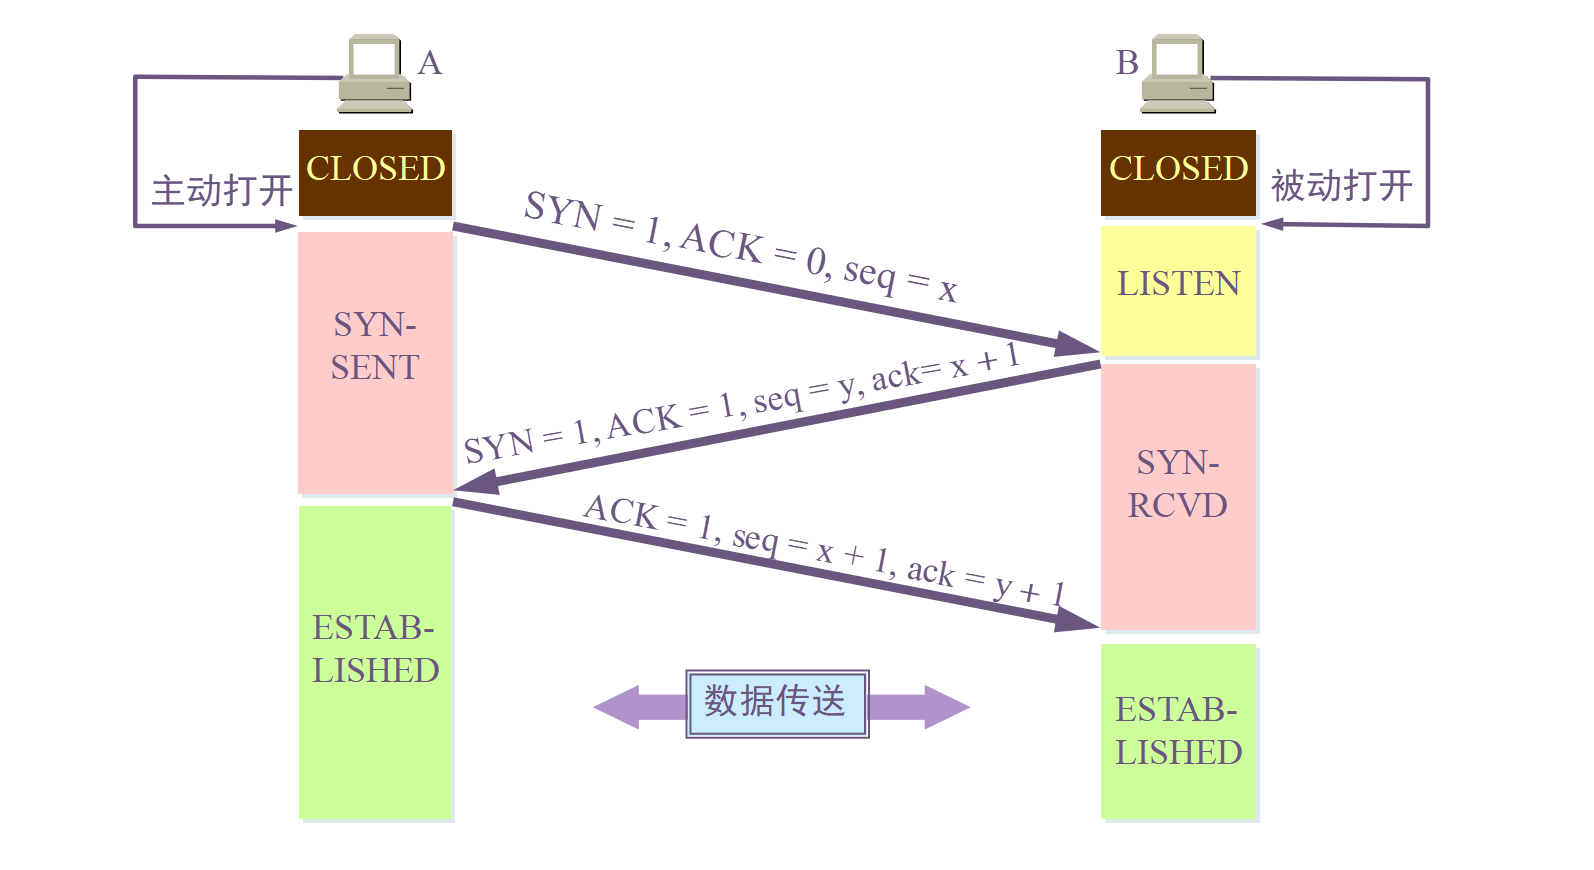 A
B
CLOSED
CLOSED
主动打开
被动打开
SYN = 1, ACK = 0, seq = x
LISTEN
SYN-
SENT
SYN = 1, ACK = 1, seq = y, ack= x + 1
SYN-
RCVD
ACK = 1, seq = x + 1, ack = y + 1
ESTAB-
LISHED
数据传送
ESTAB-
LISHED